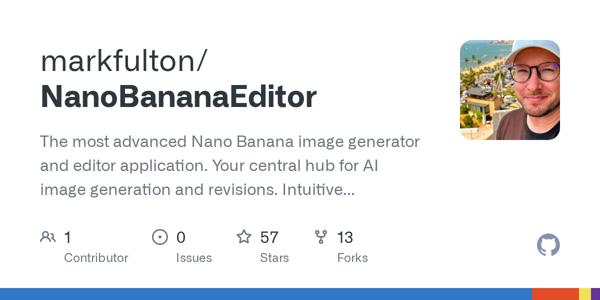 markfulton/
NanoBananaEditor
The most advanced Nano Banana image generator
and editor application. Your central hub for AI
image generation and revisions. Intuitive...
1 0 57 13
Contributor Issues Stars Forks